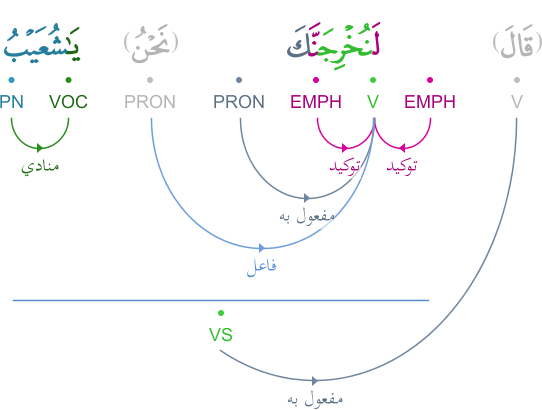 (قَالَ) لَنُخْرِجَنَّكَ (نَحْنُ) يَٰشُعَيْبُ
V EMPH V EMPH PRON PRON VOC PN
توكيد توكيد منادي
مفعول به
فاعل
VS
مفعول به